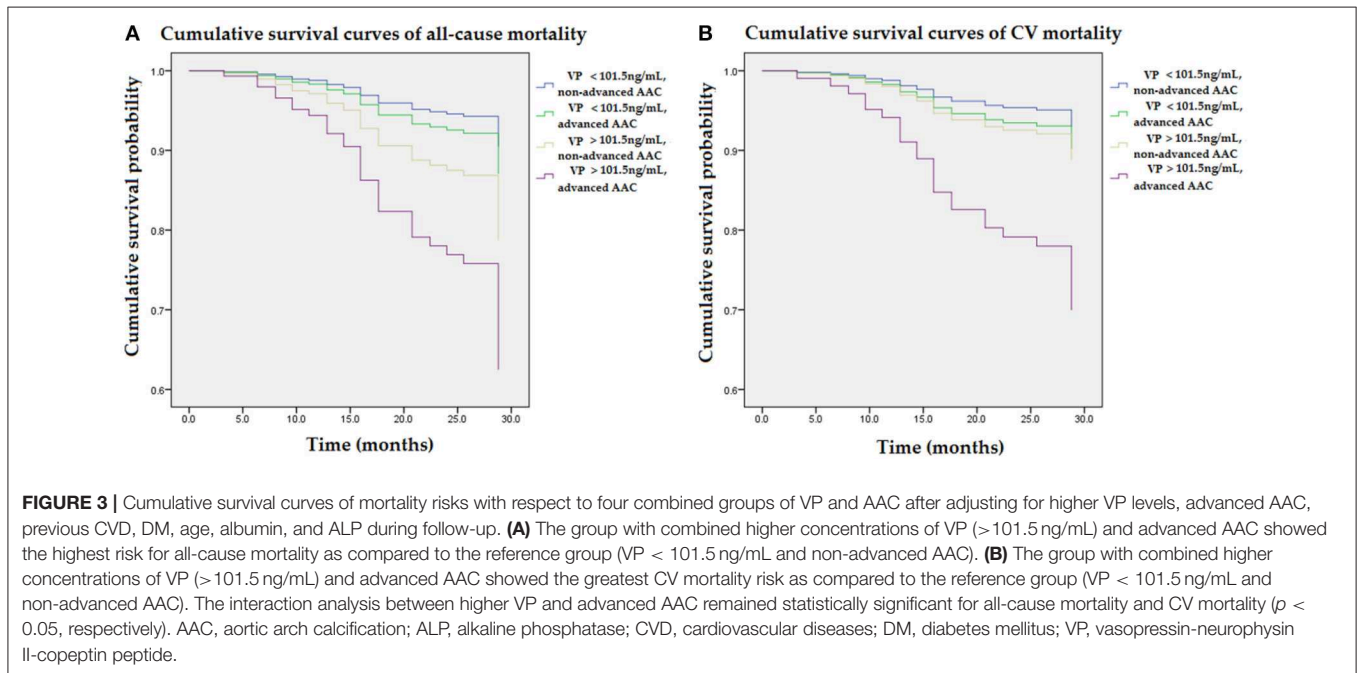 A Cumulative survival curves of all-cause mortality
Cumulative survival probability
1.0
0.9
0.8
0.7
0.6
0.0 5.0 10.0 15.0 20.0 25.0 30.0
Time (months)
VP < 101.5ng/mL,
non-advanced AAC
VP < 101.5ng/mL,
advanced AAC
VP > 101.5ng/mL,
non-advanced AAC
VP > 101.5ng/mL,
advanced AAC
B Cumulative survival curves of CV mortality
Cumulative survival probability
1.0
0.9
0.8
0.7
0.6
0.0 5.0 10.0 15.0 20.0 25.0 30.0
Time (months)
VP < 101.5ng/mL,
non-advanced AAC
VP < 101.5ng/mL,
advanced AAC
VP > 101.5ng/mL,
non-advanced AAC
VP > 101.5ng/mL,
advanced AAC
FIGURE 3 | Cumulative survival curves of mortality risks with respect to four combined groups of VP and AAC after adjusting for higher VP levels, advanced AAC,
previous CVD, DM, age, albumin, and ALP during follow-up. (A) The group with combined higher concentrations of VP (>101.5 ng/mL) and advanced AAC showed
the highest risk for all-cause mortality as compared to the reference group (VP < 101.5 ng/mL and non-advanced AAC). (B) The group with combined higher
concentrations of VP (>101.5 ng/mL) and advanced AAC showed the greatest CV mortality risk as compared to the reference group (VP < 101.5 ng/mL and
non-advanced AAC). The interaction analysis between higher VP and advanced AAC remained statistically significant for all-cause mortality and CV mortality (p <
0.05, respectively). AAC, aortic arch calcification; ALP, alkaline phosphatase; CVD, cardiovascular diseases; DM, diabetes mellitus; VP, vasopressin-neurophysin
II-copeptin peptide.